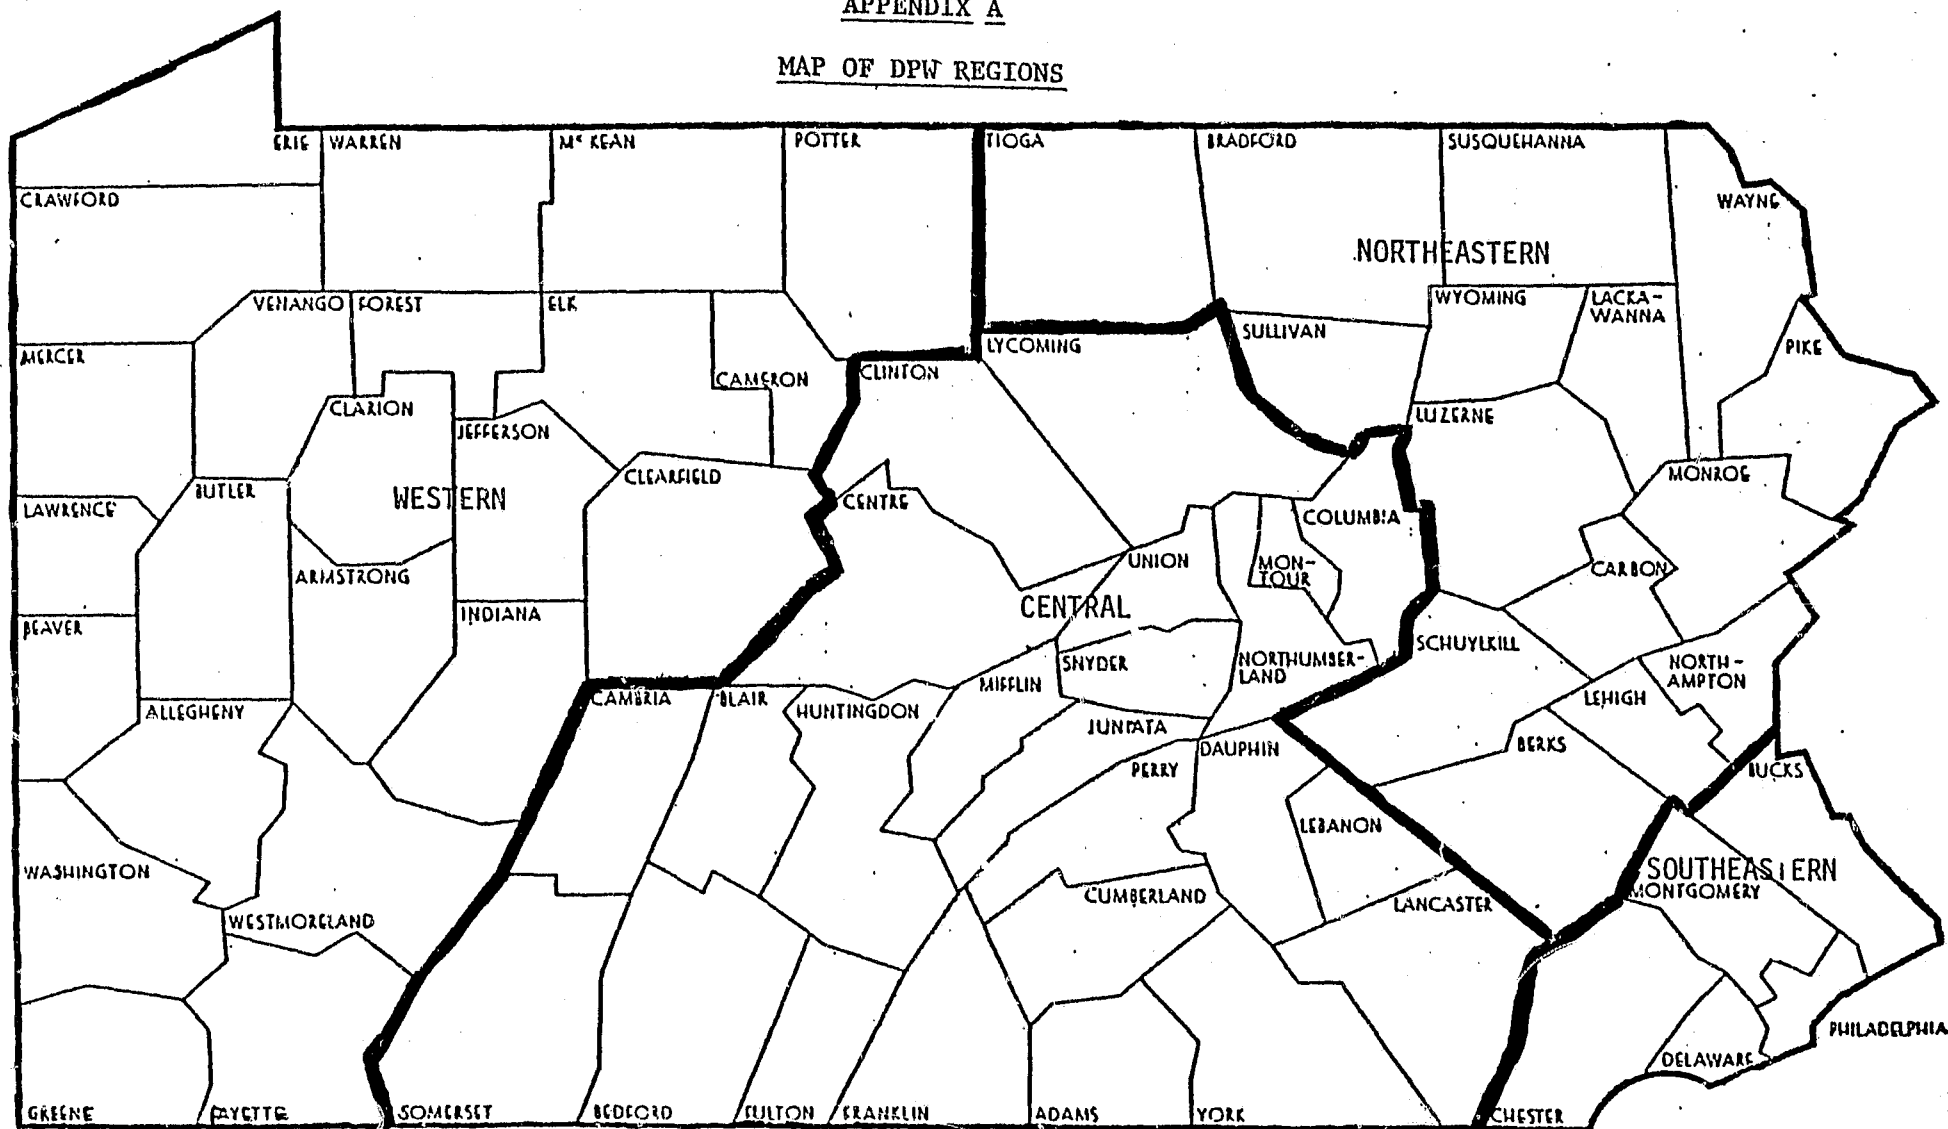 APPENDIX A
MAP OF DPW REGIONS
ERIE
WARREN
Mc KEAN
POTTER
TIOGA
BRADFORD
SUSQUEHANNA
CRAWFORD
WAYNE
NORTHEASTERN
VENANGO
FOREST
ELK
WYOMING
LACKA-
WANNA
SULLIVAN
MERCER
LYCOMING
PIKE
CAMERON
CLINTON
CLARION
LUZERNE
JEFFERSON
CLEARFIELD
MONROE
BUTLER
WESTERN
CENTRE
LAWRENCE
COLUMBIA
UNION
MON-
TOUR
CARBON
ARMSTRONG
CENTRAL
INDIANA
BEAVER
SCHUYLKILL
SNYDER
NORTHUMBER-
LAND
NORTH-
AMPTON
MIFFLIN
CAMBRIA
BLAIR
LEHIGH
HUNTINGDON
ALLEGHENY
JUNIATA
DAUPHIN
BERKS
PERRY
BUCKS
LEBANON
WASHINGTON
SOUTHEASTERN
MONTGOMERY
CUMBERLAND
LANCASTER
WESTMORELAND
PHILADELPHIA
DELAWARE
GREENE
FAYETTE
SOMERSET
BEDFORD
FULTON
FRANKLIN
ADAMS
YORK
CHESTER